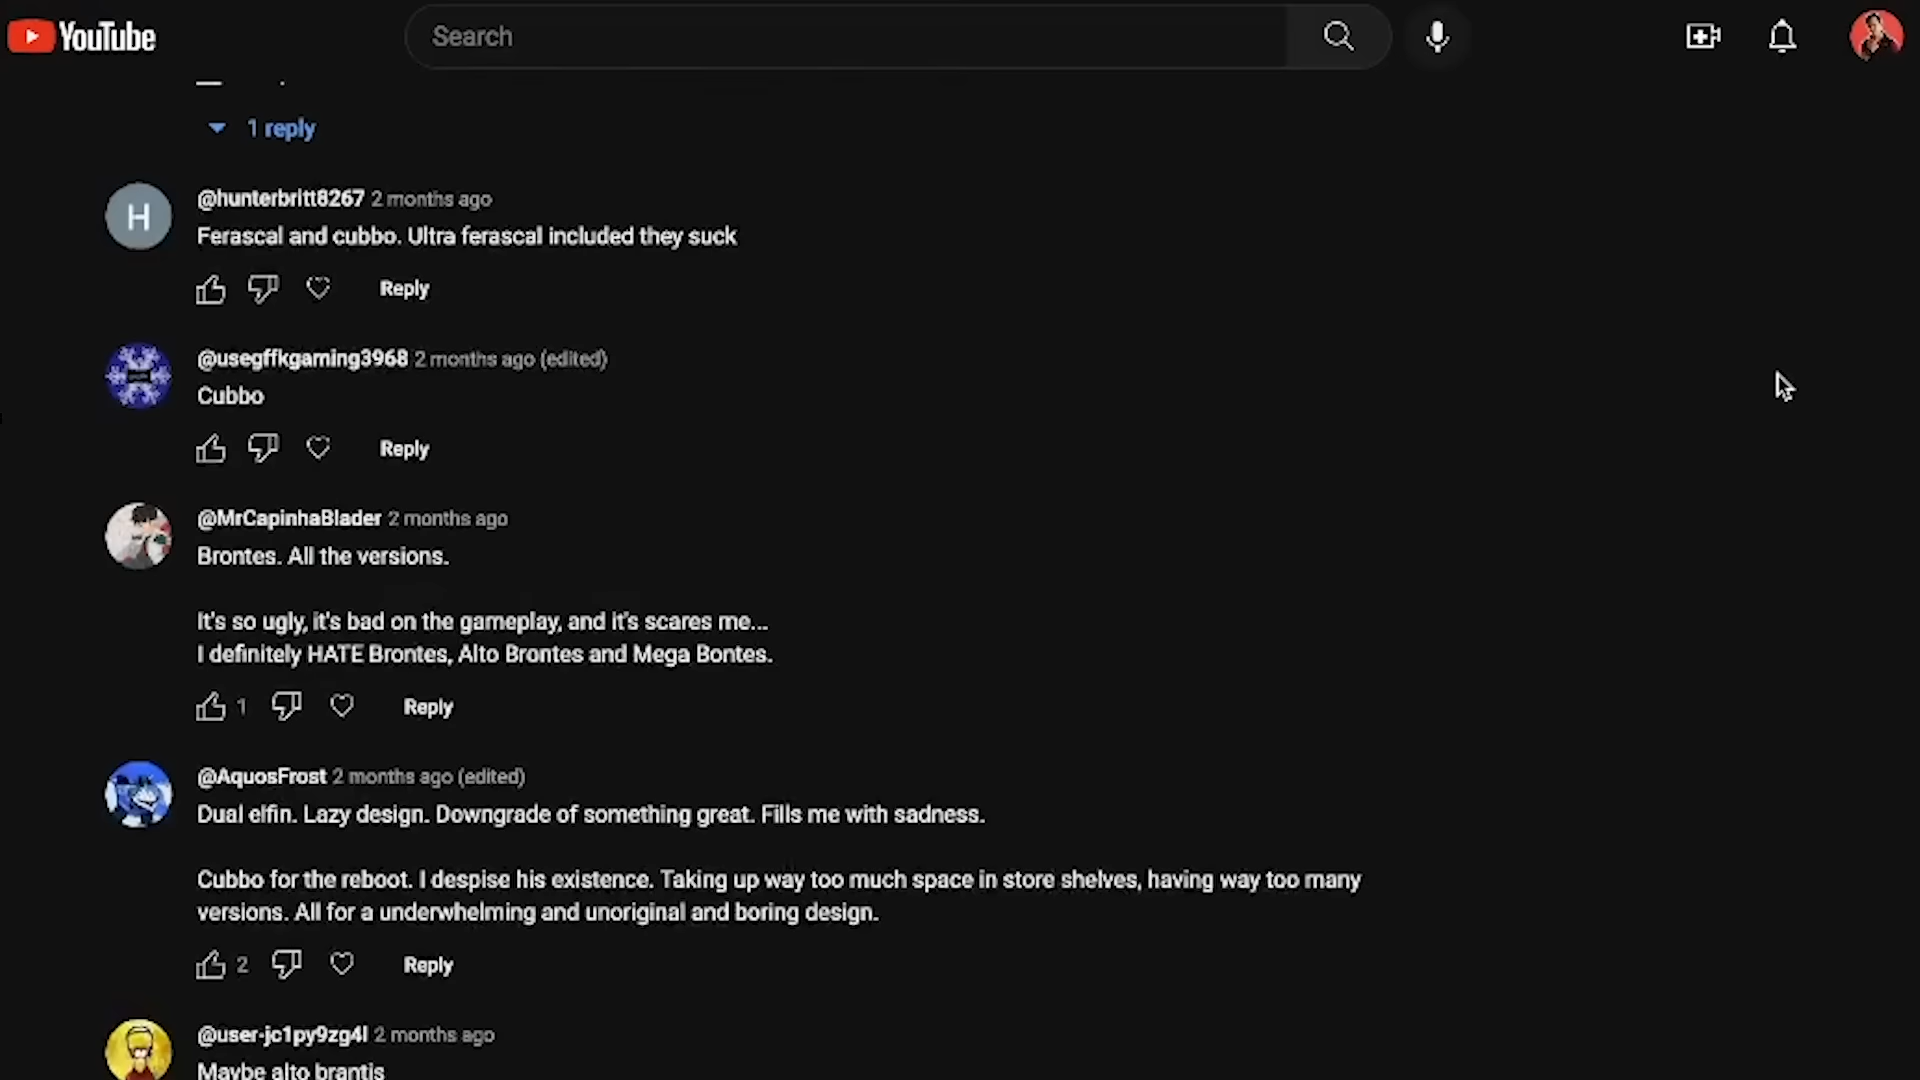 YouTube
Search
1 reply
H
@hunterbritt8267 2 months ago
Ferascal and cubbo. Ultra ferascal included they suck
Reply
@usegffkgaming3968 2 months ago (edited)
Cubbo
Reply
@MrCapinhaBlader 2 months ago
Brontes. All the versions.
It's so ugly, it's bad on the gameplay, and it's scares me...
I definitely HATE Brontes, Alto Brontes and Mega Bontes.
1 Reply
@AquosFrost 2 months ago (edited)
Dual elfin. Lazy design. Downgrade of something great. Fills me with sadness.
Cubbo for the reboot. I despise his existence. Taking up way too much space in store shelves, having way too many
versions. All for a underwhelming and unoriginal and boring design.
2 Reply
@user-jc1py9zg4l 2 months ago
Maybe alto brantis